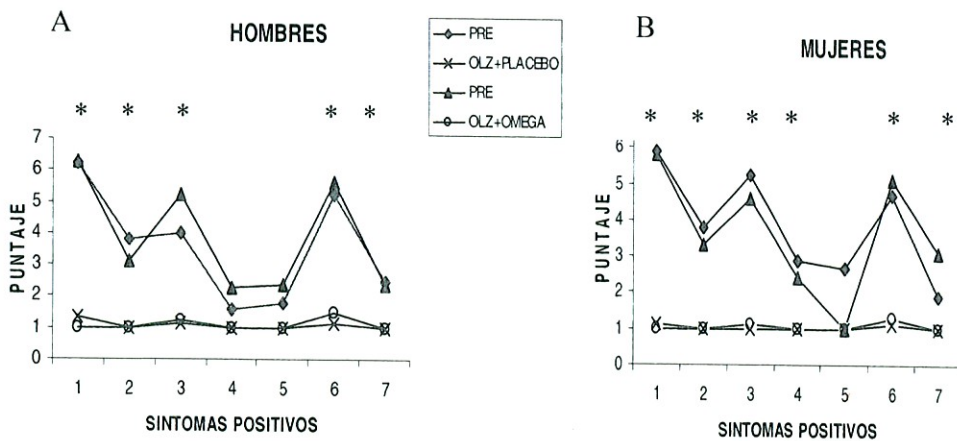 A
HOMBRES
PRE
OLZ+PLACEBO
PRE
OLZ+OMEGA
* * * * *
7
6
5
4
3
2
1
0
PUNTAJE
1 2 3 4 5 6 7
SINTOMAS POSITIVOS
B
MUJERES
* * * * * *
6
5
4
3
2
1
0
PUNTAJE
1 2 3 4 5 6 7
SINTOMAS POSITIVOS